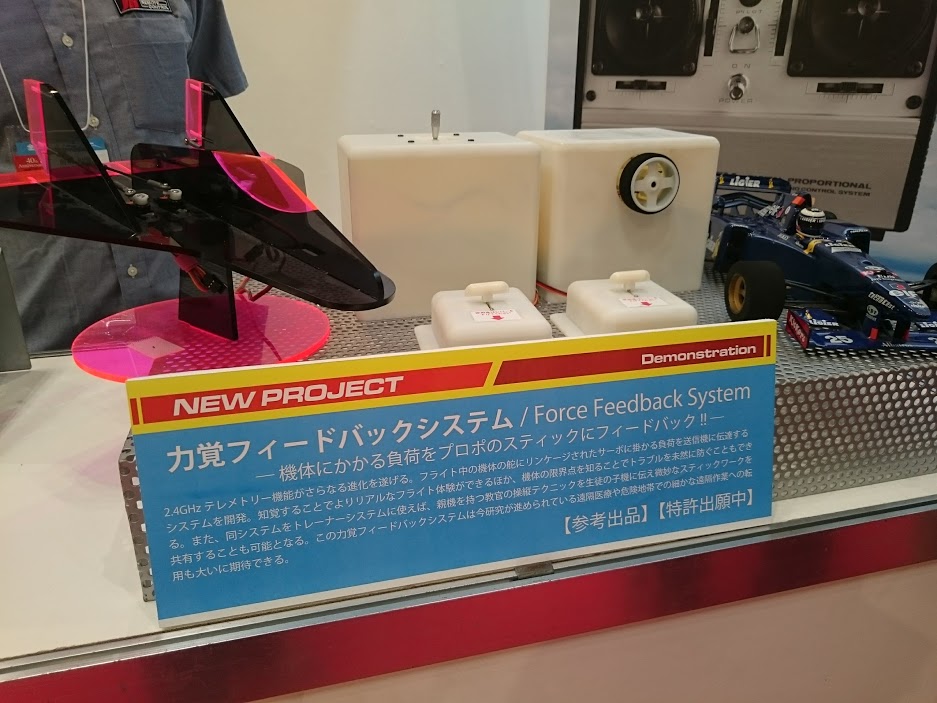 PROPORTIONAL
CONTROL SYSTEM
LIGIER
LIGIER
25
NEW PROJECT
Demonstration
力覚フィードバックシステム / Force Feedback System
― 機体にかかる負荷をプロポのスティックにフィードバック!! ―
2.4GHz テレメトリー機能がさらなる進化を遂げる。フライト中の機体の舵にリンケージされたサーボに掛かる負荷を送信機に伝達する
システムを開発。知覚することでよりリアルなフライト体験ができるほか、機体の限界点を知ることでトラブルを未然に防ぐこともでき
る。また、同システムをトレーナーシステムに使えば、親機を持つ教官の操縦テクニックを生徒の子機に伝え微妙なスティックワークを
共有することも可能となる。この力覚フィードバックシステムは今研究が進められている遠隔医療や危険地帯での細かな遠隔作業への転
用も大いに期待できる。
【参考出品】【特許出願中】